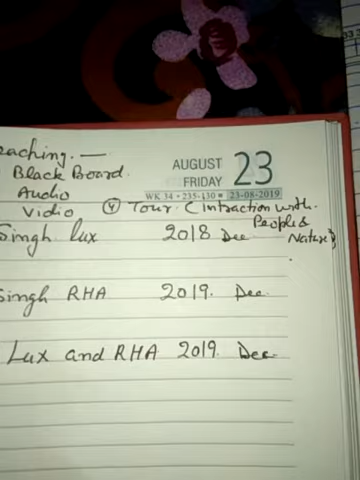 eaching. —
AUGUST 23
FRIDAY
Black Board.
Audio
WK 34 • 235-130 • 23-08-2019
Vidio ④ Tour (Intraction with
People &
Nature)
Singh Lux 2018 Dec
Singh RHA 2019. Dec.
Lux and RHA 2019. Dec.